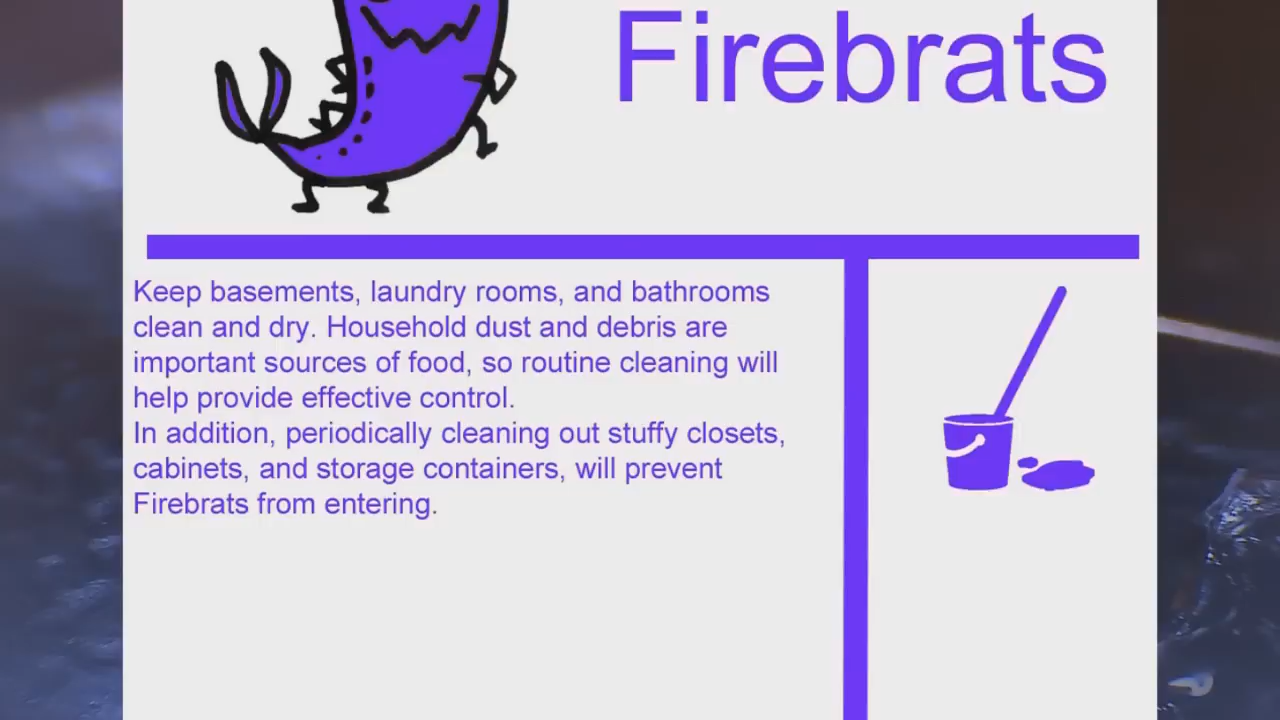 Firebrats
Keep basements, laundry rooms, and bathrooms
clean and dry. Household dust and debris are
important sources of food, so routine cleaning will
help provide effective control.
In addition, periodically cleaning out stuffy closets,
cabinets, and storage containers, will prevent
Firebrats from entering.